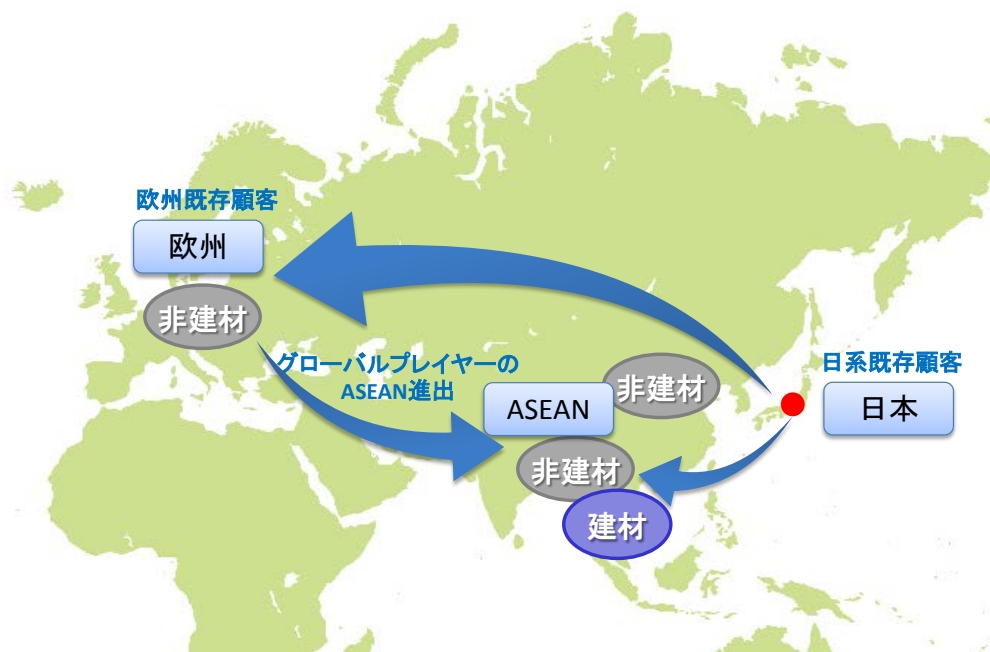 欧州既存顧客
欧州
非建材
グローバルプレイヤーの
ASEAN進出
非建材
ASEAN
非建材
建材
日系既存顧客
日本